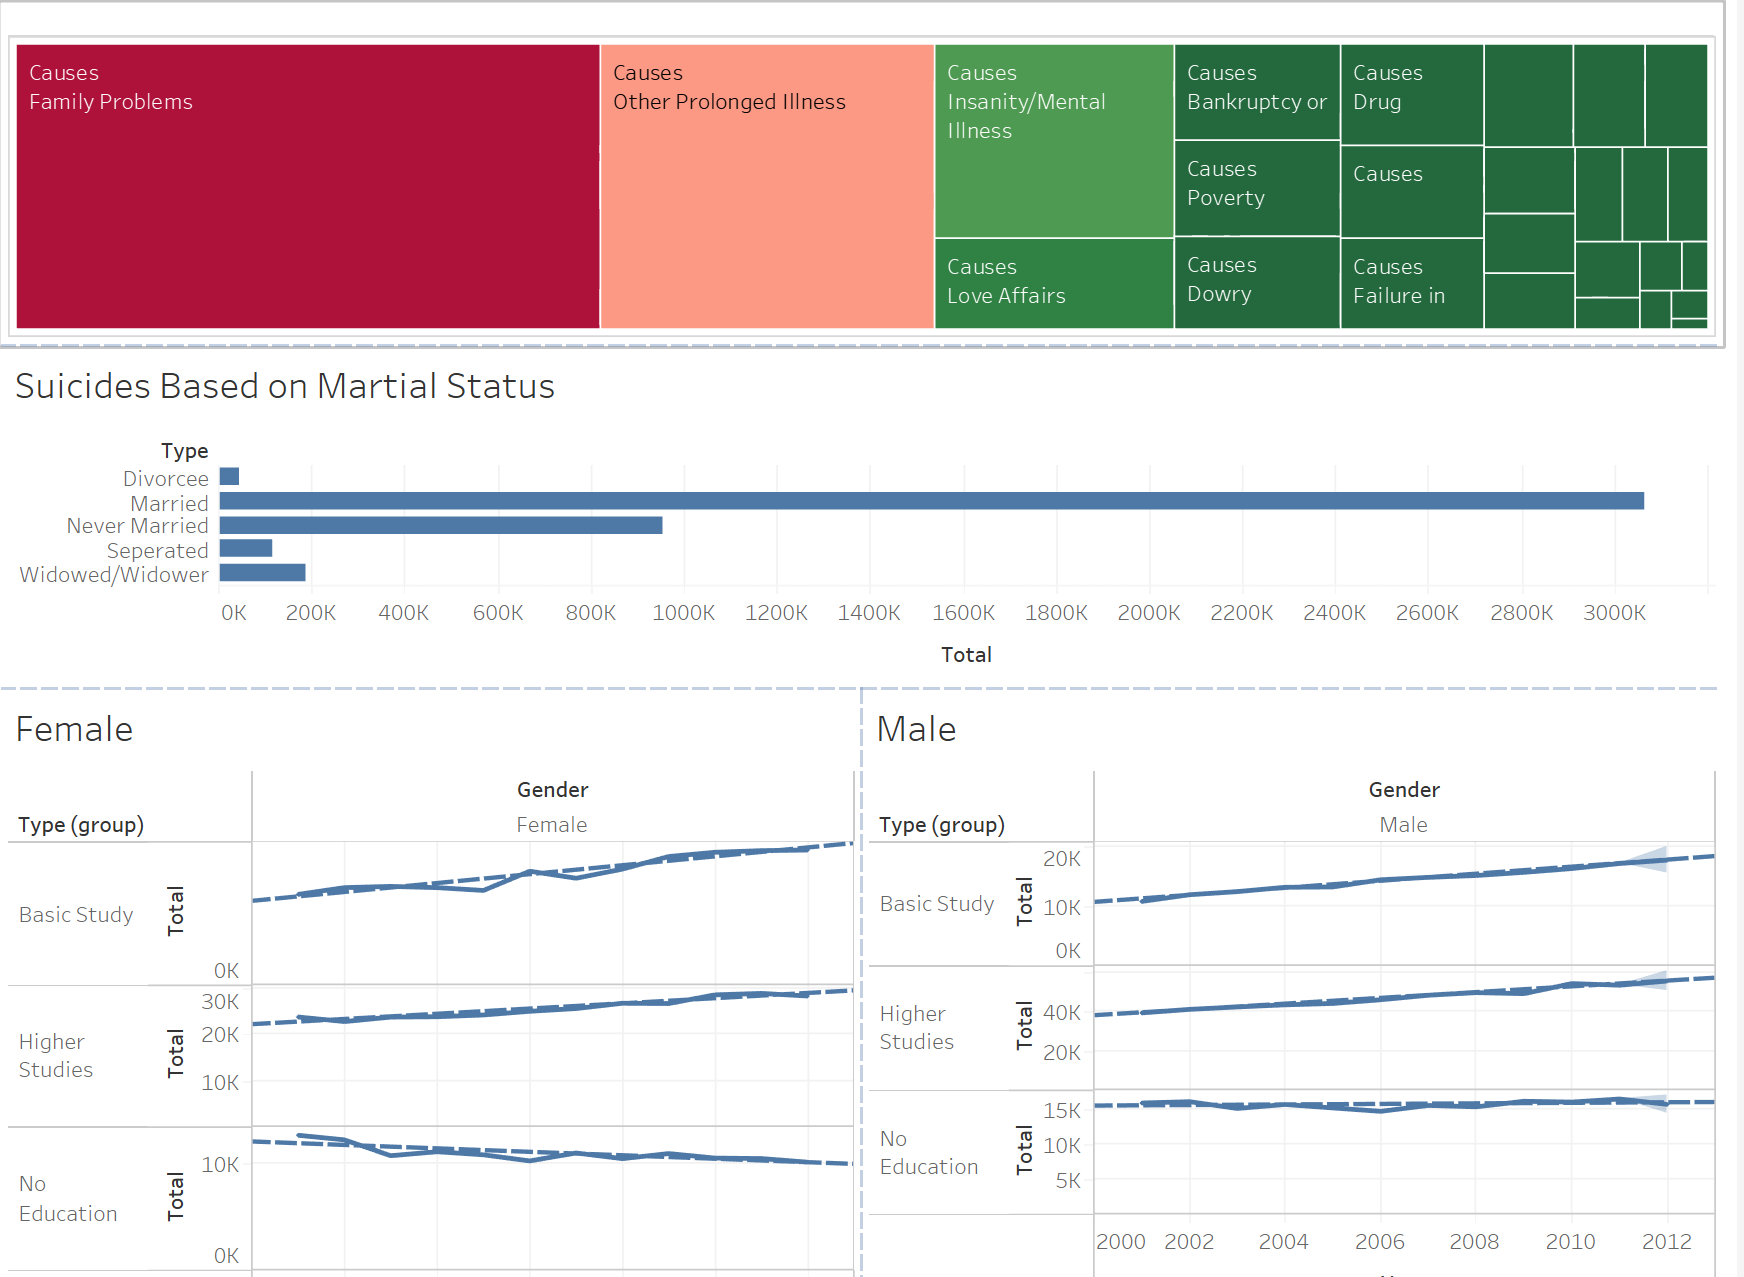 Causes
Family Problems
Causes
Other Prolonged Illness
Causes
Insanity/Mental
Illness
Causes
Love Affairs
Causes
Bankruptcy or
Causes
Poverty
Causes
Dowry
Causes
Drug
Causes
Causes
Failure in
Suicides Based on Martial Status
Type
Divorcee
Married
Never Married
Seperated
Widowed/Widower
0K 200K 400K 600K 800K 1000K 1200K 1400K 1600K 1800K 2000K 2200K 2400K 2600K 2800K 3000K
Total
Female
Gender
Type (group)
Female
Basic Study
Total
0K
Higher
Studies
Total
30K
20K
10K
No
Education
Total
10K
0K
Male
Gender
Type (group)
Male
Basic Study
Total
20K
10K
0K
Higher
Studies
Total
40K
20K
No
Education
Total
15K
10K
5K
2000 2002 2004 2006 2008 2010 2012